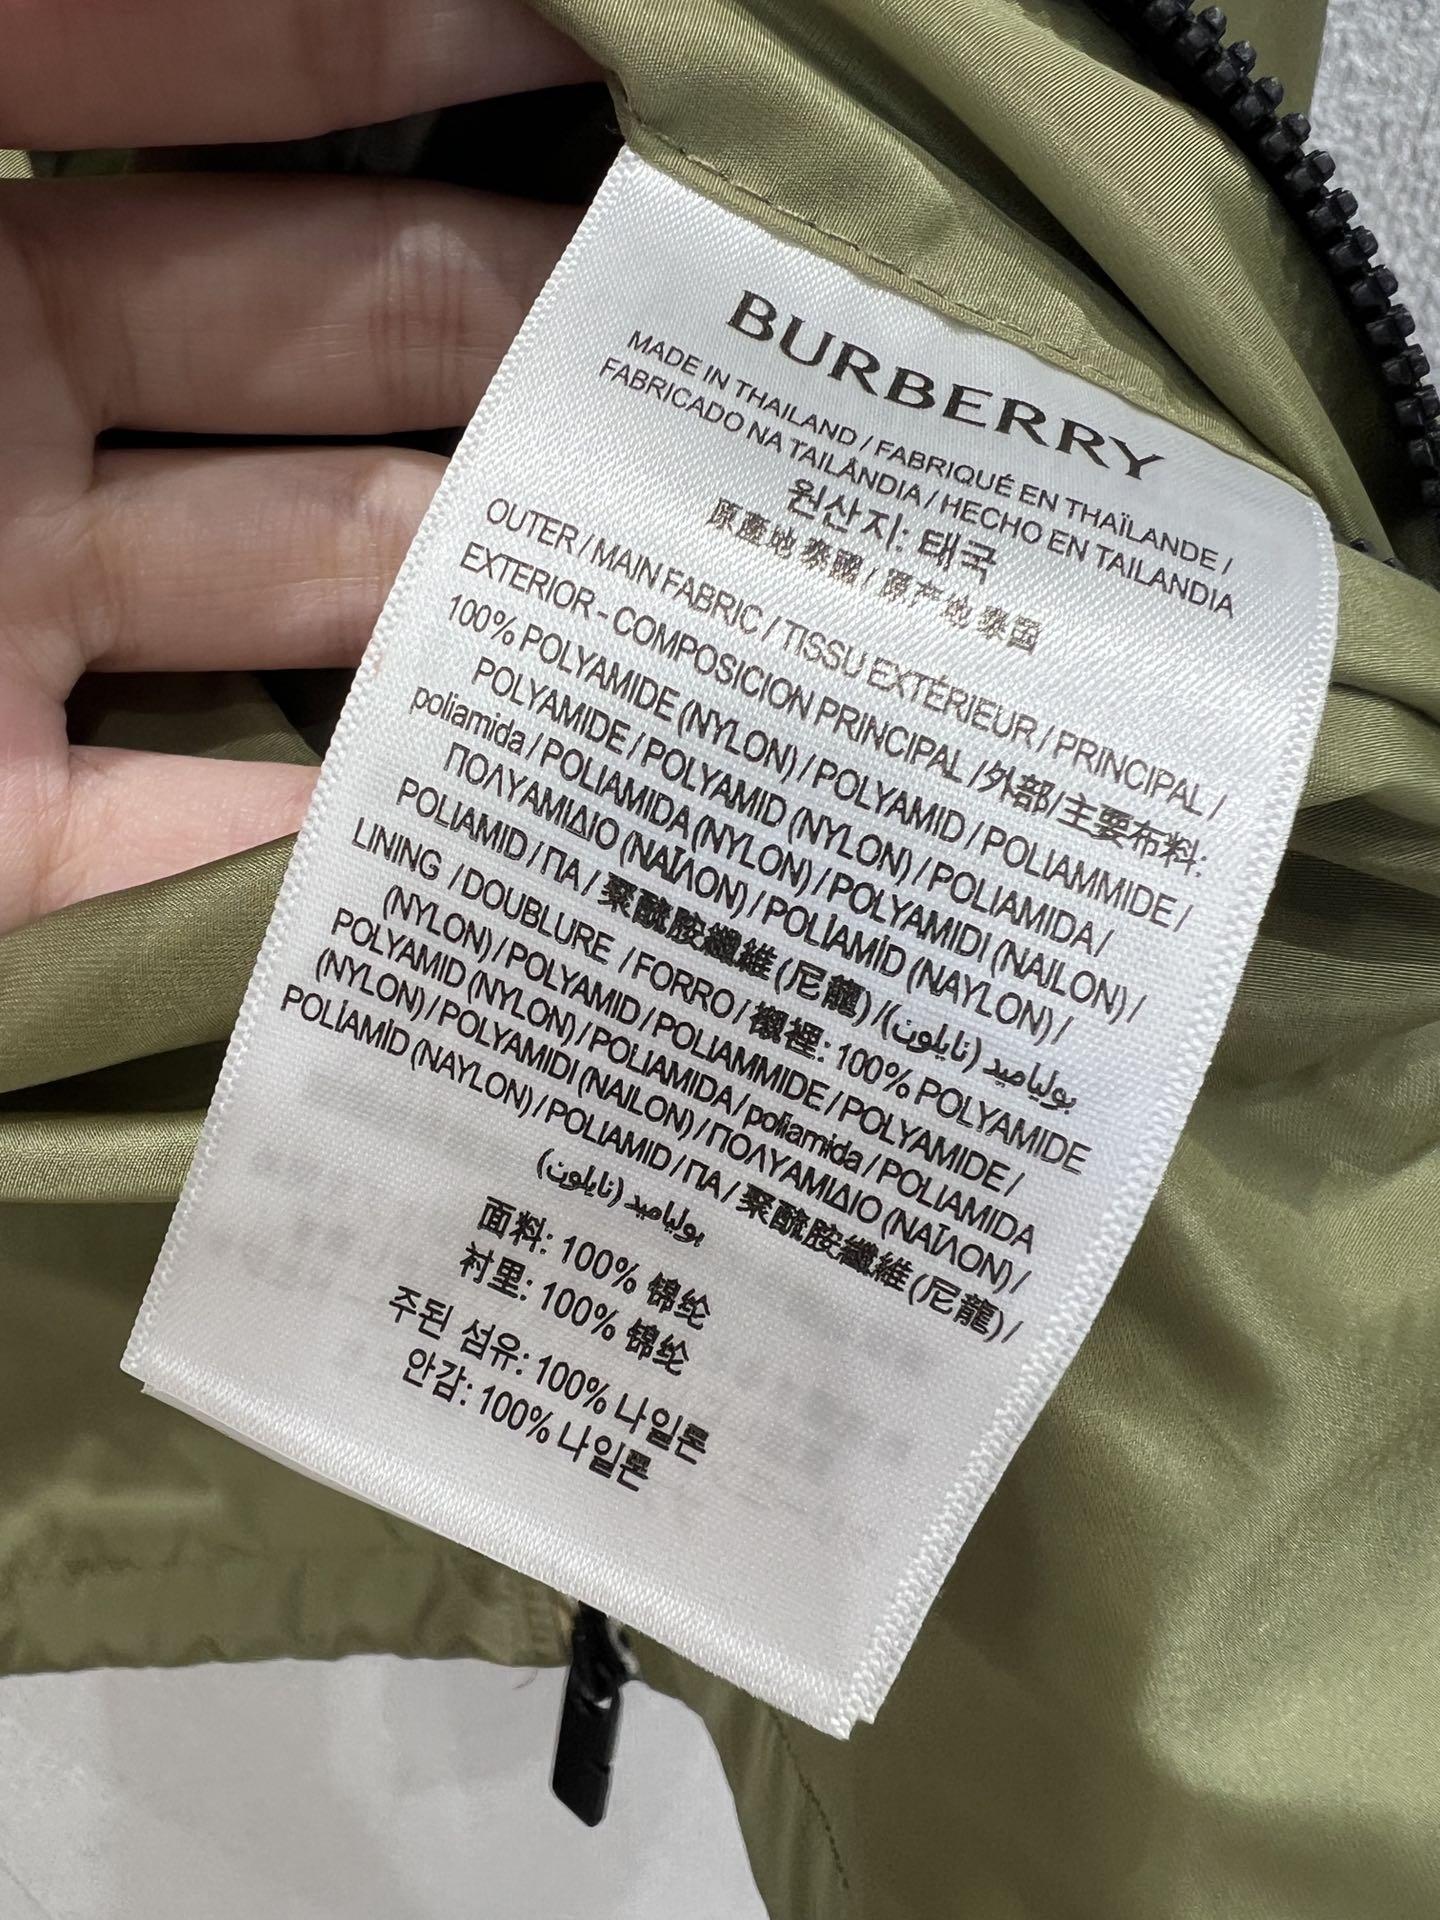 BURBERRY
MADE IN THAILAND / FABRIQUÉ EN THAÏLANDE /
FABRICADO NA TAILÂNDIA / HECHO EN TAILANDIA
원산지: 태국
原產地 泰國 / 原产地 泰国
OUTER / MAIN FABRIC / TISSU EXTÉRIEUR / PRINCIPAL /
EXTERIOR - COMPOSICION PRINCIPAL / 外部/主要布料:
100% POLYAMIDE (NYLON) / POLYAMID / POLIAMMIDE /
POLYAMIDE / POLYAMID (NYLON) / POLIAMIDA /
poliamida / POLIAMIDA (NYLON) / POLYAMIDI (NAILON) /
ΠΟΛΥΑΜΙΔΙΟ (ΝΑΪΛΟΝ) / POLİAMİD (NAYLON) /
POLIAMID / ПА / 聚醯胺纖維 (尼龍) / بولياميد (نايلون)
LINING / DOUBLURE / FORRO / 襯裡: 100% POLYAMIDE
(NYLON) / POLYAMID / POLIAMMIDE / POLYAMIDE /
POLYAMID (NYLON) / POLIAMIDA / poliamida / POLIAMIDA
(NYLON) / POLYAMIDI (NAILON) / ΠΟΛΥΑΜΙΔΙΟ (ΝΑΪΛΟΝ) /
POLİAMİD (NAYLON) / POLIAMID / ПА / 聚醯胺纖維 (尼龍) /
بولياميد (نايلون)
面料: 100% 锦纶
衬里: 100% 锦纶
주된 섬유: 100% 나일론
안감: 100% 나일론